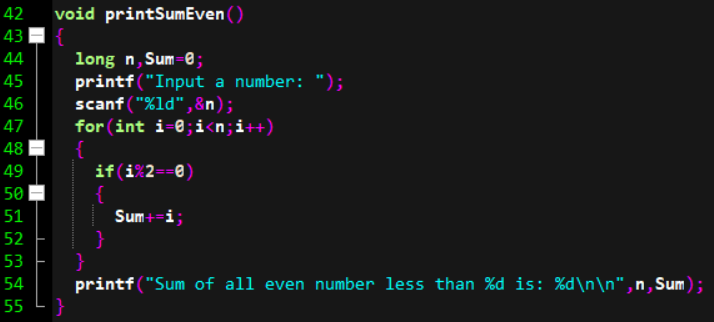 42 void printSumEven()
43 {
44 long n,Sum=0;
45 printf("Input a number: ");
46 scanf("%ld",&n);
47 for(int i=0;i<n;i++)
48 {
49 if(i%2==0)
50 {
51 Sum+=i;
52 }
53 }
54 printf("Sum of all even number less than %d is: %d\n\n",n,Sum);
55 }